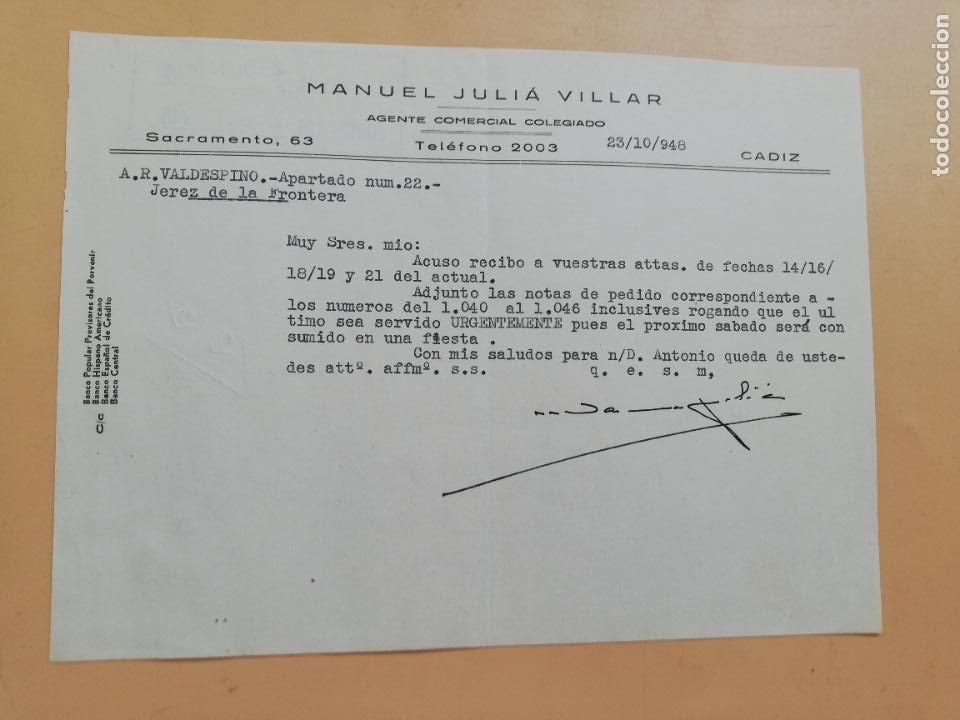 MANUEL JULIÁ VILLAR
AGENTE COMERCIAL COLEGIADO
Sacramento, 63
Teléfono 2003
23/10/948
CADIZ
A.R.VALDESPINO.-Apartado num.22.-
Jerez de la Frontera
Muy Sres. mio:
Acuso recibo a vuestras attas. de fechas 14/16/
18/19 y 21 del actual.
Adjunto las notas de pedido correspondiente a -
los numeros del 1.040 al 1.046 inclusives rogando que el ul
timo sea servido URGENTEMENTE pues el proximo sabado será con
sumido en una fiesta .
Con mis saludos para n/D. Antonio queda de uste-
des attº. affmº. s.s. q. e. s. m,
C/c
Banco Popular Previsores del Porvenir
Banco Hispano Americano
Banco Español de Crédito
Banco Central
todocoleccion